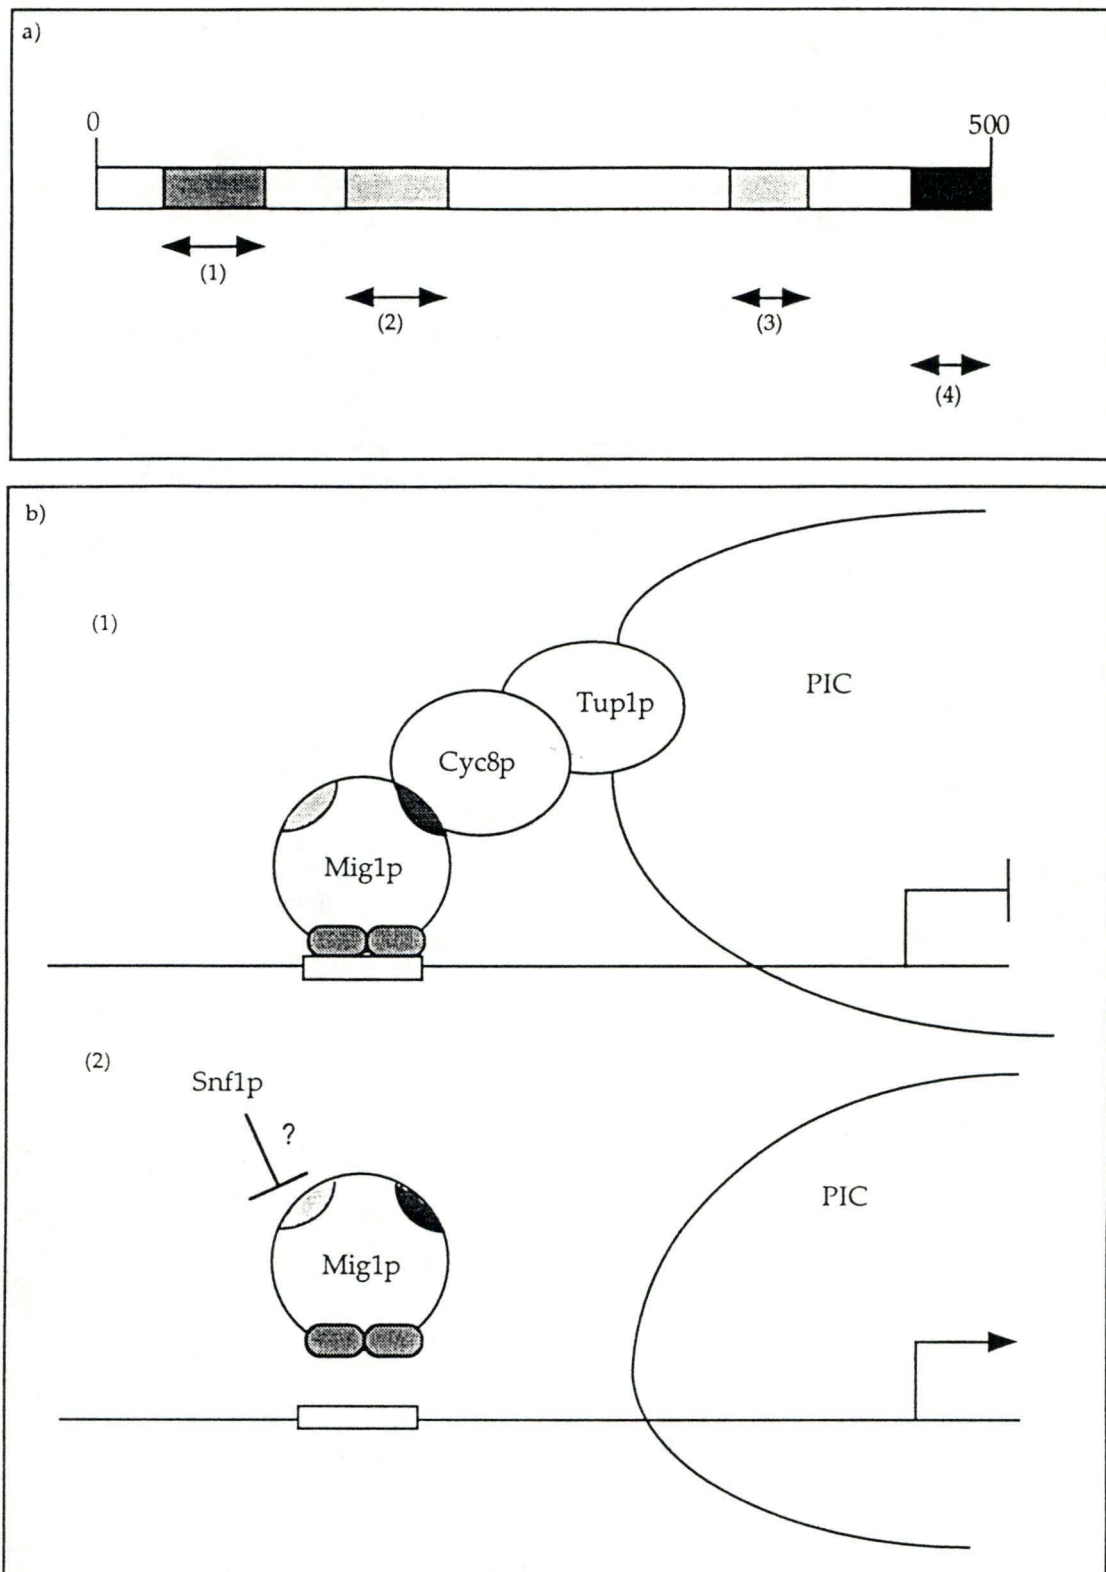 a)
0 500
(1)
(2) (3)
(4)
b)
(1)
PIC
Tup1p
Cyc8p
Mig1p
(2)
Snf1p
?
PIC
Mig1p